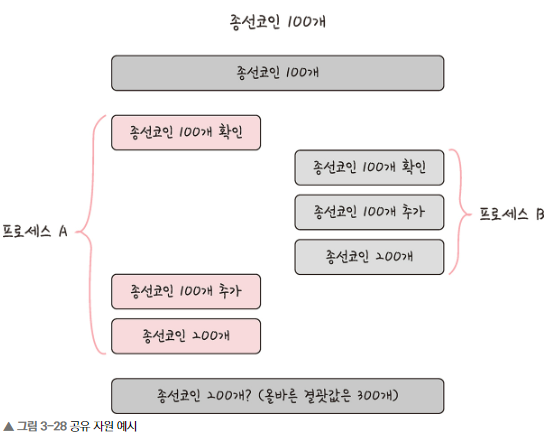 종선코인 100개
종선코인 100개
종선코인 100개 확인
종선코인 100개 확인
종선코인 100개 추가
프로세스 A
프로세스 B
종선코인 200개
종선코인 100개 추가
종선코인 200개
종선코인 200개? (올바른 결괏값은 300개)
▲ 그림 3-28 공유 자원 예시